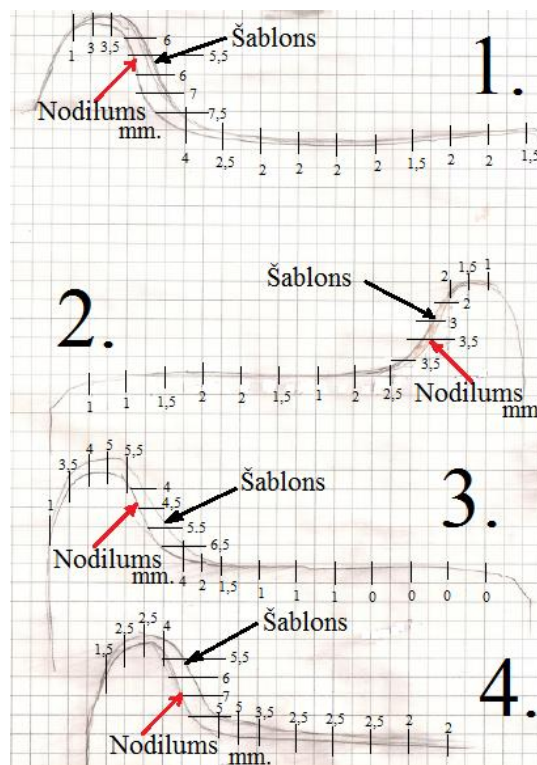 1.
Šablons
Nodilums
mm.
1 3 3,5
6
5,5
6
7
7,5
4 2,5 2 2 2 2 1,5 2 2 1,5
2.
Šablons
Nodilums
mm.
2 1,5 1
2
3
3,5
3,5
1 1 1,5 2 2 1,5 1 2 2,5
3.
Šablons
Nodilums
mm.
1 3,5 4 5 5,5
4
4,5
5,5
6,5
4 2 1,5 1 1 1 0 0 0 0
4.
Šablons
Nodilums
mm.
1,5 2,5 2,5 4
5,5
6
7
5 5 3,5 2,5 2,5 2,5 2 2